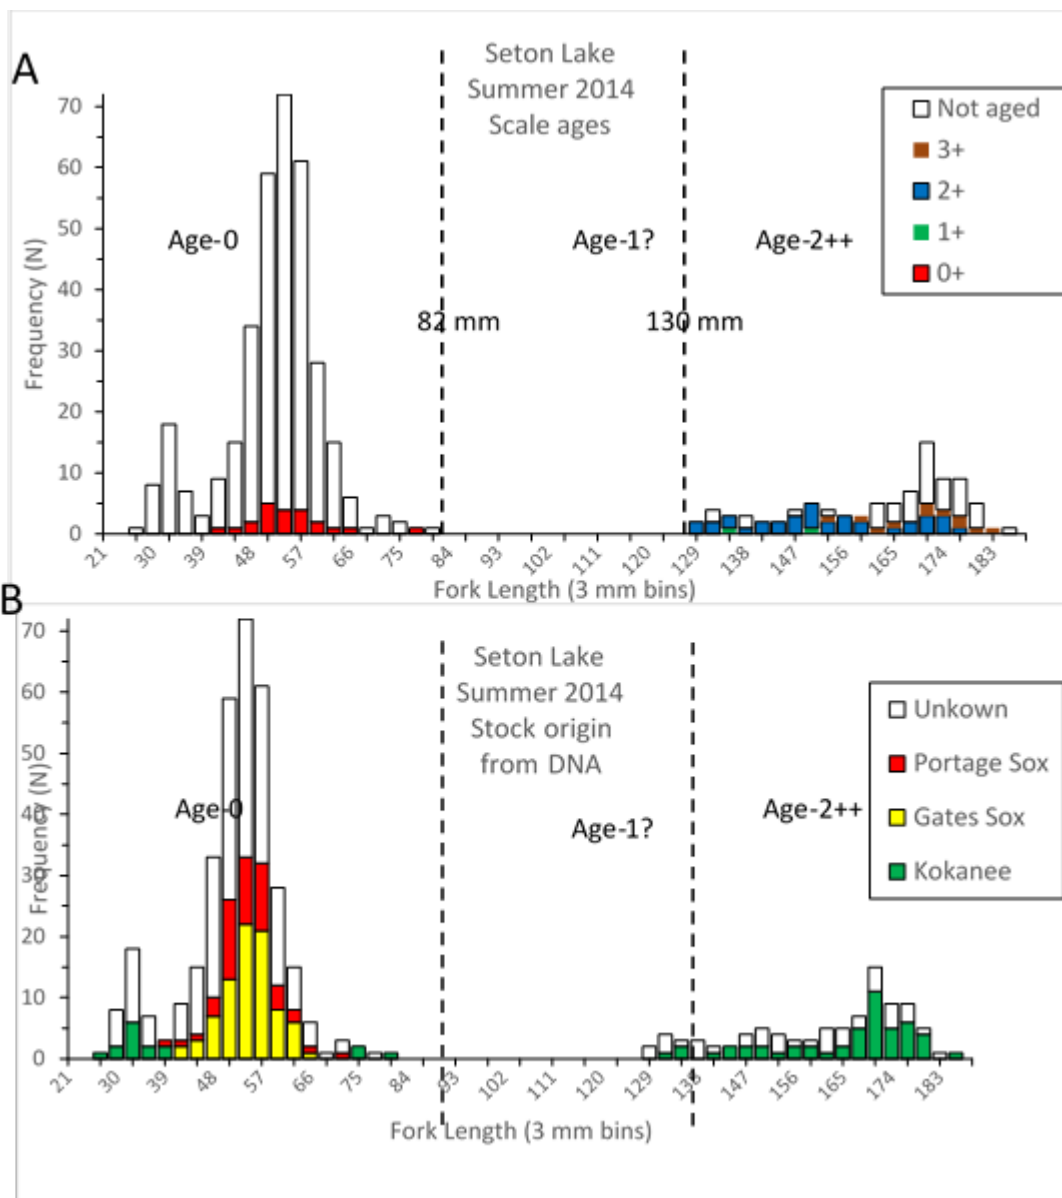 A
Seton Lake
Summer 2014
Scale ages
Not aged
3+
2+
1+
0+
Frequency (N)
70
60
50
40
30
20
10
0
Age-0
Age-1?
Age-2++
82 mm
130 mm
21 30 39 48 57 66 75 84 93 102 111 120 129 138 147 156 165 174 183
Fork Length (3 mm bins)
B
Seton Lake
Summer 2014
Stock origin
from DNA
Unkown
Portage Sox
Gates Sox
Kokanee
Frequency (N)
70
60
50
40
30
20
10
0
Age-0
Age-1?
Age-2++
21 30 39 48 57 66 75 84 93 102 111 120 129 138 147 156 165 174 183
Fork Length (3 mm bins)